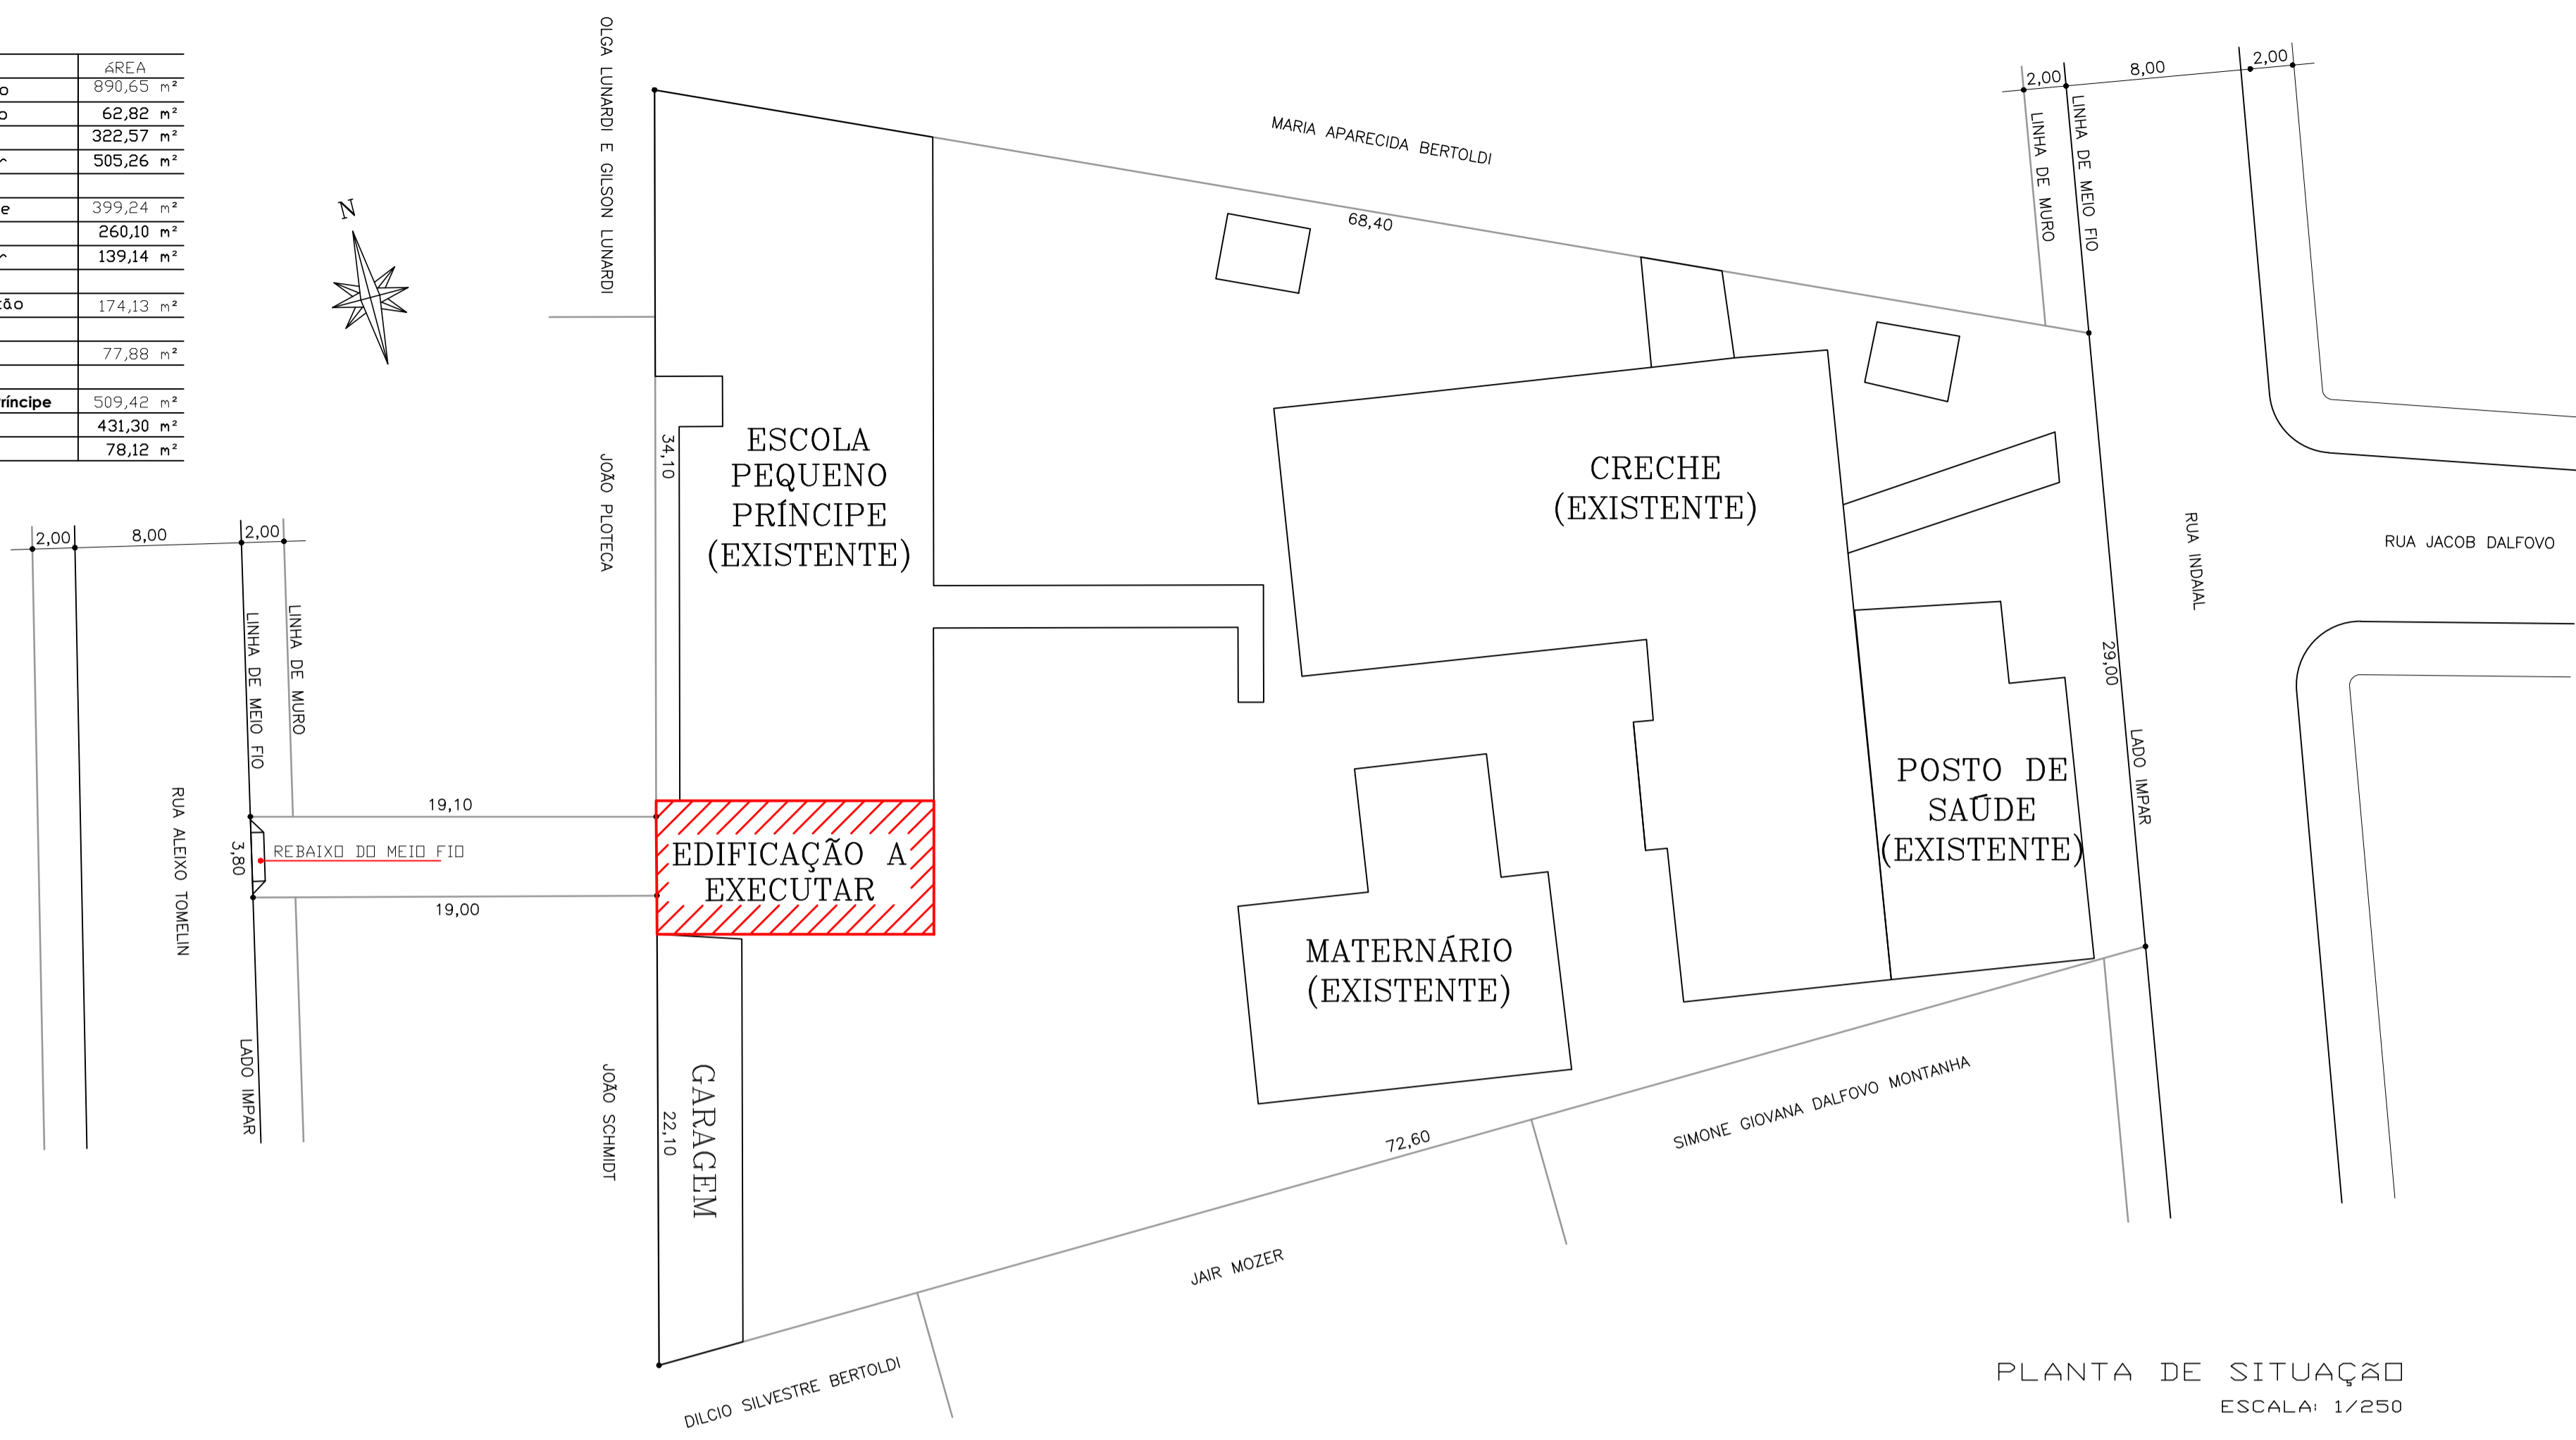 ÁREA
o 890,65 m²
o 62,82 m²
322,57 m²
505,26 m²
e 399,24 m²
260,10 m²
139,14 m²
ão 174,13 m²
77,88 m²
ríncipe 509,42 m²
431,30 m²
78,12 m²
N
OLGA LUNARDI E GILSON LUNARDI
MARIA APARECIDA BERTOLDI
68,40
2,00
8,00
2,00
LINHA DE MURO
LINHA DE MEIO FIO
JOÃO PLOTECA
34,10
ESCOLA
PEQUENO
PRÍNCIPE
(EXISTENTE)
CRECHE
(EXISTENTE)
RUA INDAIAL
RUA JACOB DALFOVO
29,00
LADO IMPAR
2,00
8,00
2,00
LINHA DE MEIO FIO
LINHA DE MURO
RUA ALEIXO TOMELIN
19,10
3,80
REBAIXO DO MEIO FIO
19,00
LADO IMPAR
EDIFICAÇÃO A
EXECUTAR
POSTO DE
SAÚDE
(EXISTENTE)
MATERNÁRIO
(EXISTENTE)
JOÃO SCHMIDT
22,10
GARAGEM
72,60
SIMONE GIOVANA DALFOVO MONTANHA
JAIR MOZER
DILCIO SILVESTRE BERTOLDI
PLANTA DE SITUAÇÃO
ESCALA: 1/250